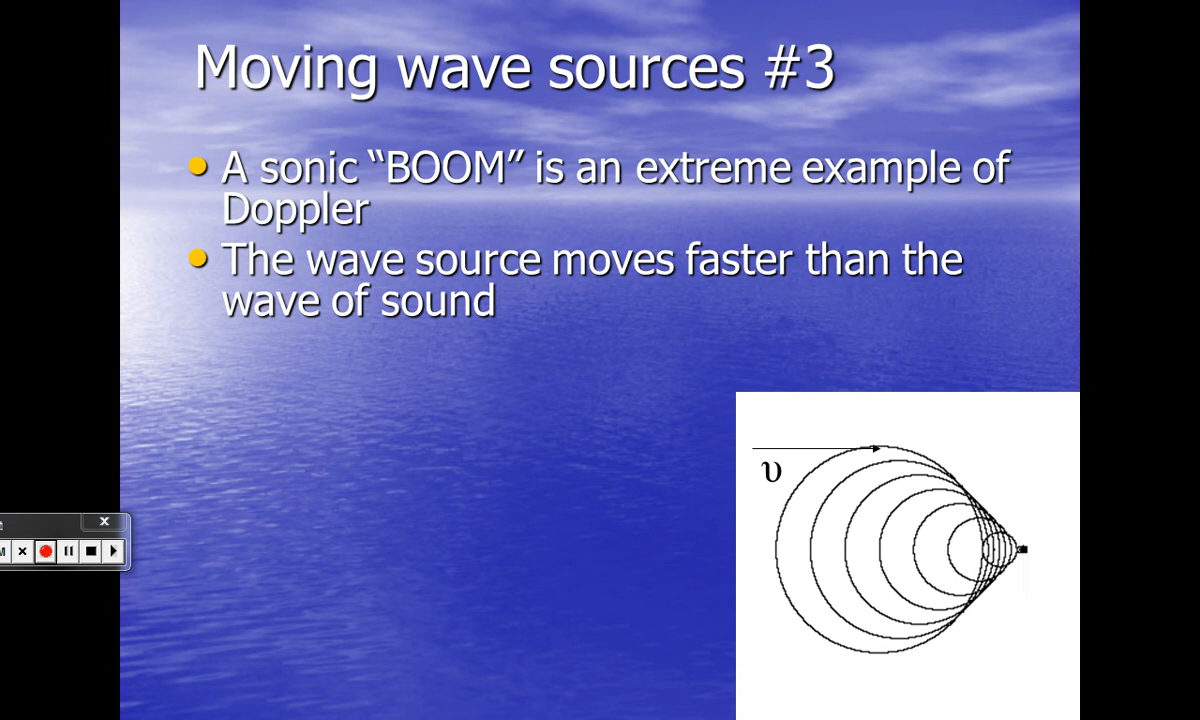 Moving wave sources #3
A sonic “BOOM” is an extreme example of
Doppler
The wave source moves faster than the
wave of sound
υ